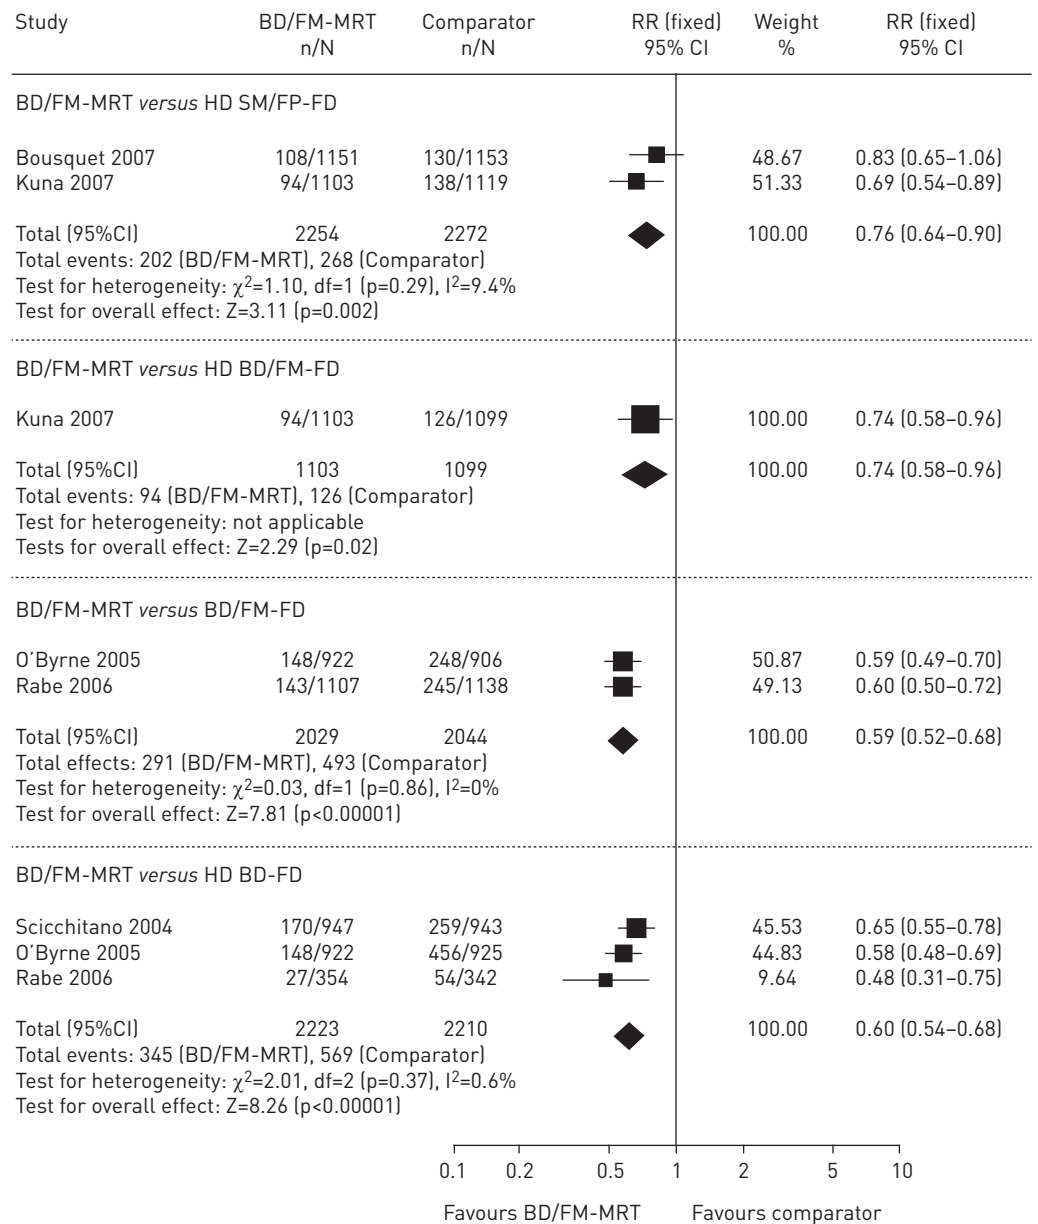 Study BD/FM-MRT Comparator RR (fixed) Weight RR (fixed)
n/N n/N 95% CI % 95% CI
BD/FM-MRT versus HD SM/FP-FD
Bousquet 2007 108/1151 130/1153 48.67 0.83 (0.65–1.06)
Kuna 2007 94/1103 138/1119 51.33 0.69 (0.54–0.89)
Total (95%CI) 2254 2272 100.00 0.76 (0.64–0.90)
Total events: 202 (BD/FM-MRT), 268 (Comparator)
Test for heterogeneity: χ²=1.10, df=1 (p=0.29), I²=9.4%
Test for overall effect: Z=3.11 (p=0.002)
BD/FM-MRT versus HD BD/FM-FD
Kuna 2007 94/1103 126/1099 100.00 0.74 (0.58–0.96)
Total (95%CI) 1103 1099 100.00 0.74 (0.58–0.96)
Total events: 94 (BD/FM-MRT), 126 (Comparator)
Test for heterogeneity: not applicable
Tests for overall effect: Z=2.29 (p=0.02)
BD/FM-MRT versus BD/FM-FD
O'Byrne 2005 148/922 248/906 50.87 0.59 (0.49–0.70)
Rabe 2006 143/1107 245/1138 49.13 0.60 (0.50–0.72)
Total (95%CI) 2029 2044 100.00 0.59 (0.52–0.68)
Total effects: 291 (BD/FM-MRT), 493 (Comparator)
Test for heterogeneity: χ²=0.03, df=1 (p=0.86), I²=0%
Test for overall effect: Z=7.81 (p<0.00001)
BD/FM-MRT versus HD BD-FD
Scicchitano 2004 170/947 259/943 45.53 0.65 (0.55–0.78)
O'Byrne 2005 148/922 456/925 44.83 0.58 (0.48–0.69)
Rabe 2006 27/354 54/342 9.64 0.48 (0.31–0.75)
Total (95%CI) 2223 2210 100.00 0.60 (0.54–0.68)
Total events: 345 (BD/FM-MRT), 569 (Comparator)
Test for heterogeneity: χ²=2.01, df=2 (p=0.37), I²=0.6%
Test for overall effect: Z=8.26 (p<0.00001)
0.1 0.2 0.5 1 2 5 10
Favours BD/FM-MRT Favours comparator